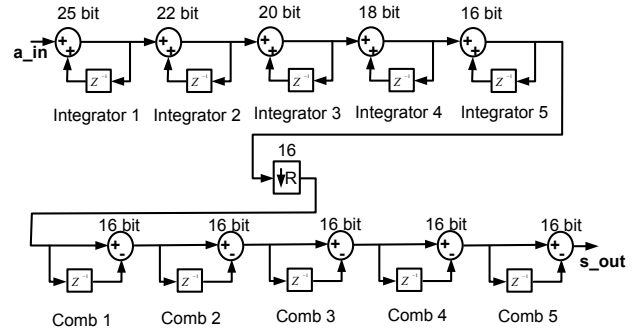 25 bit 22 bit 20 bit 18 bit 16 bit
a_in + + + + + + + + + +
Z⁻¹ Z⁻¹ Z⁻¹ Z⁻¹ Z⁻¹
Integrator 1 Integrator 2 Integrator 3 Integrator 4 Integrator 5
16
R
16 bit 16 bit 16 bit 16 bit 16 bit
+ - + - + - + - + - s_out
Z⁻¹ Z⁻¹ Z⁻¹ Z⁻¹ Z⁻¹
Comb 1 Comb 2 Comb 3 Comb 4 Comb 5